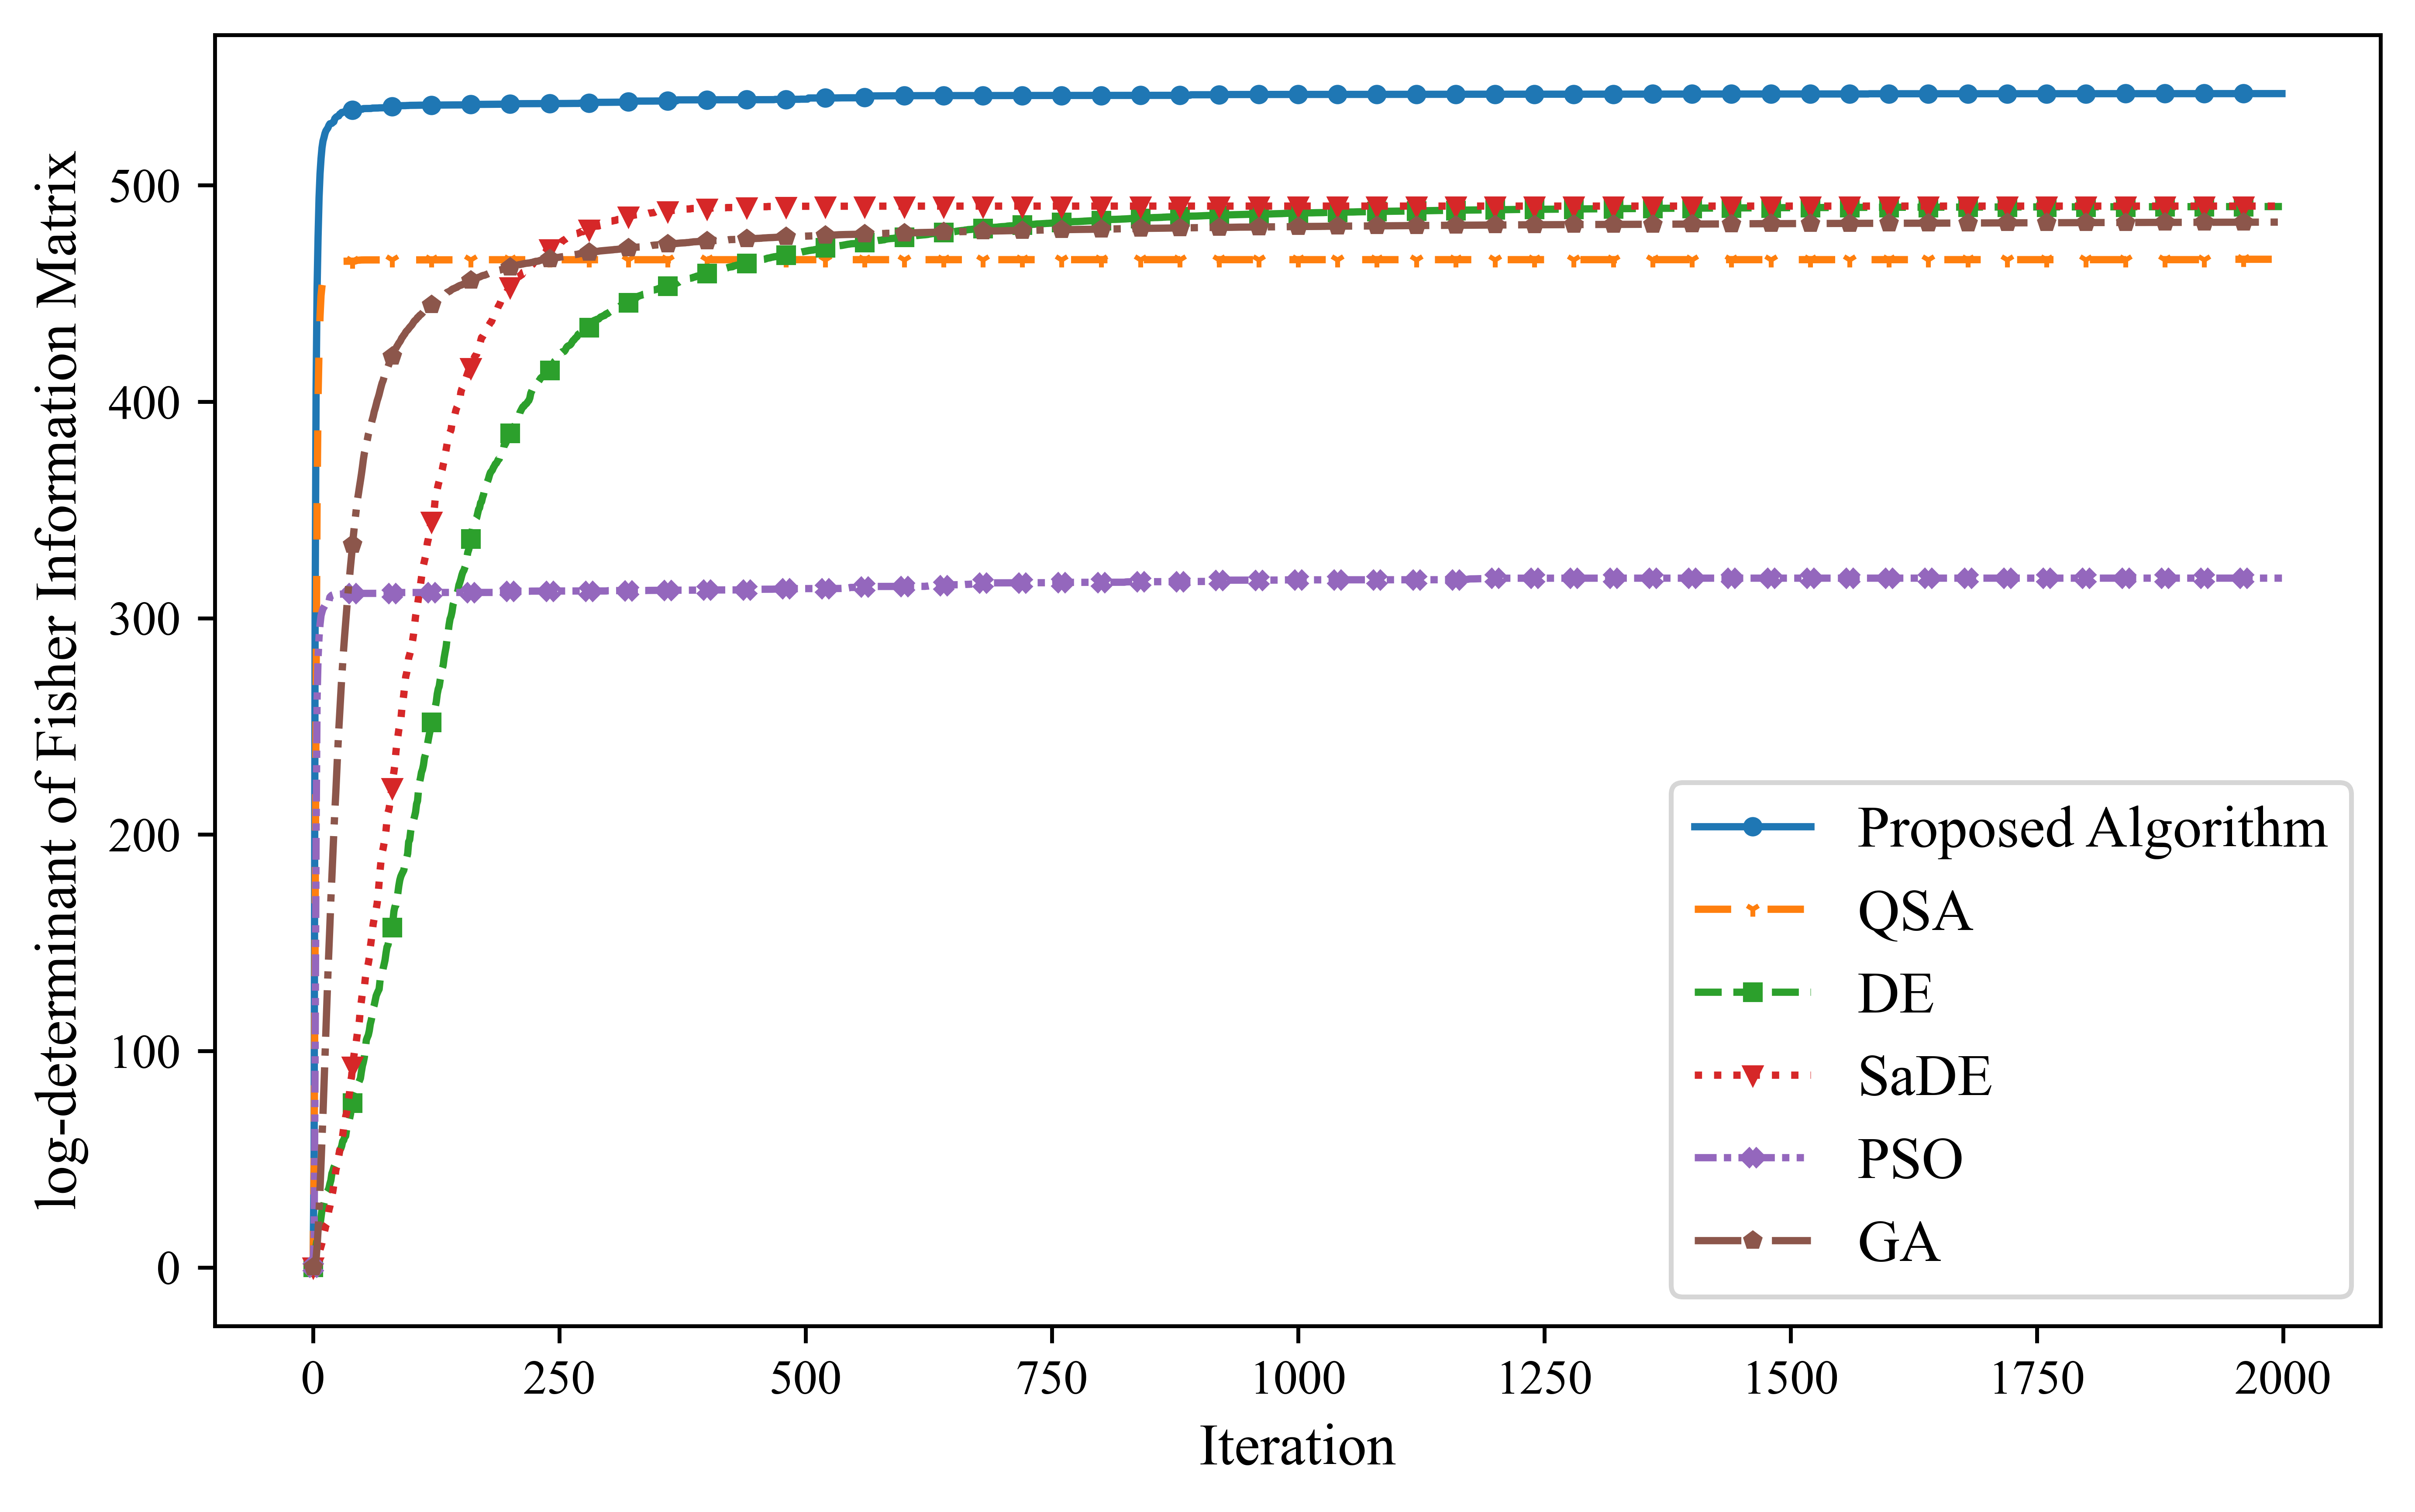 log-determinant of Fisher Information Matrix
500
400
300
200
100
0
Proposed Algorithm
QSA
DE
SaDE
PSO
GA
0 250 500 750 1000 1250 1500 1750 2000
Iteration